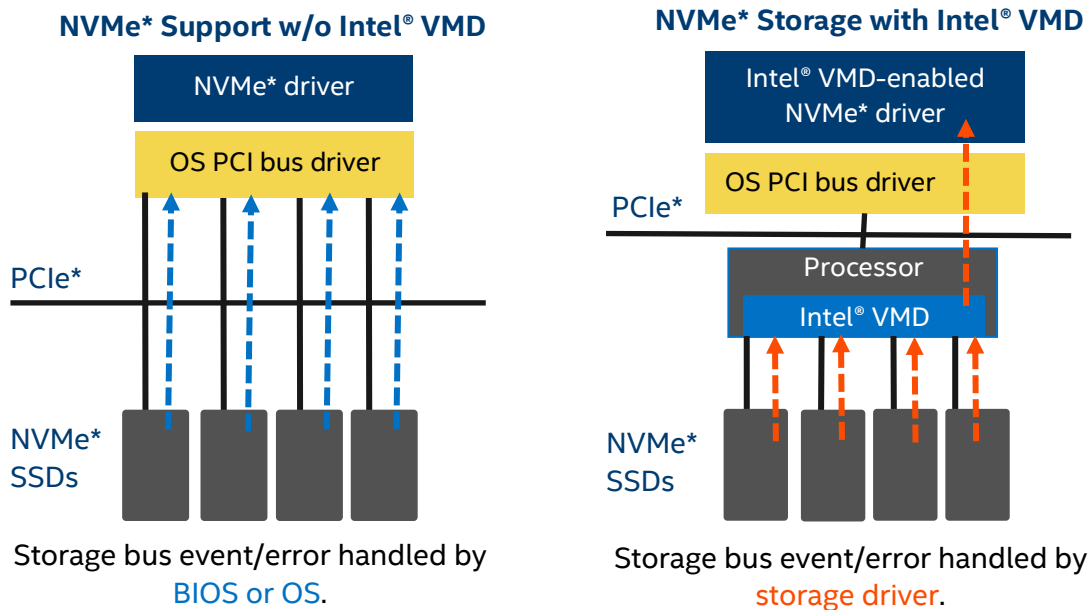 NVMe* Support w/o Intel® VMD
NVMe* driver
OS PCI bus driver
PCIe*
NVMe*
SSDs
Storage bus event/error handled by
BIOS or OS.
NVMe* Storage with Intel® VMD
Intel® VMD-enabled
NVMe* driver
OS PCI bus driver
PCIe*
Processor
Intel® VMD
NVMe*
SSDs
Storage bus event/error handled by
storage driver.